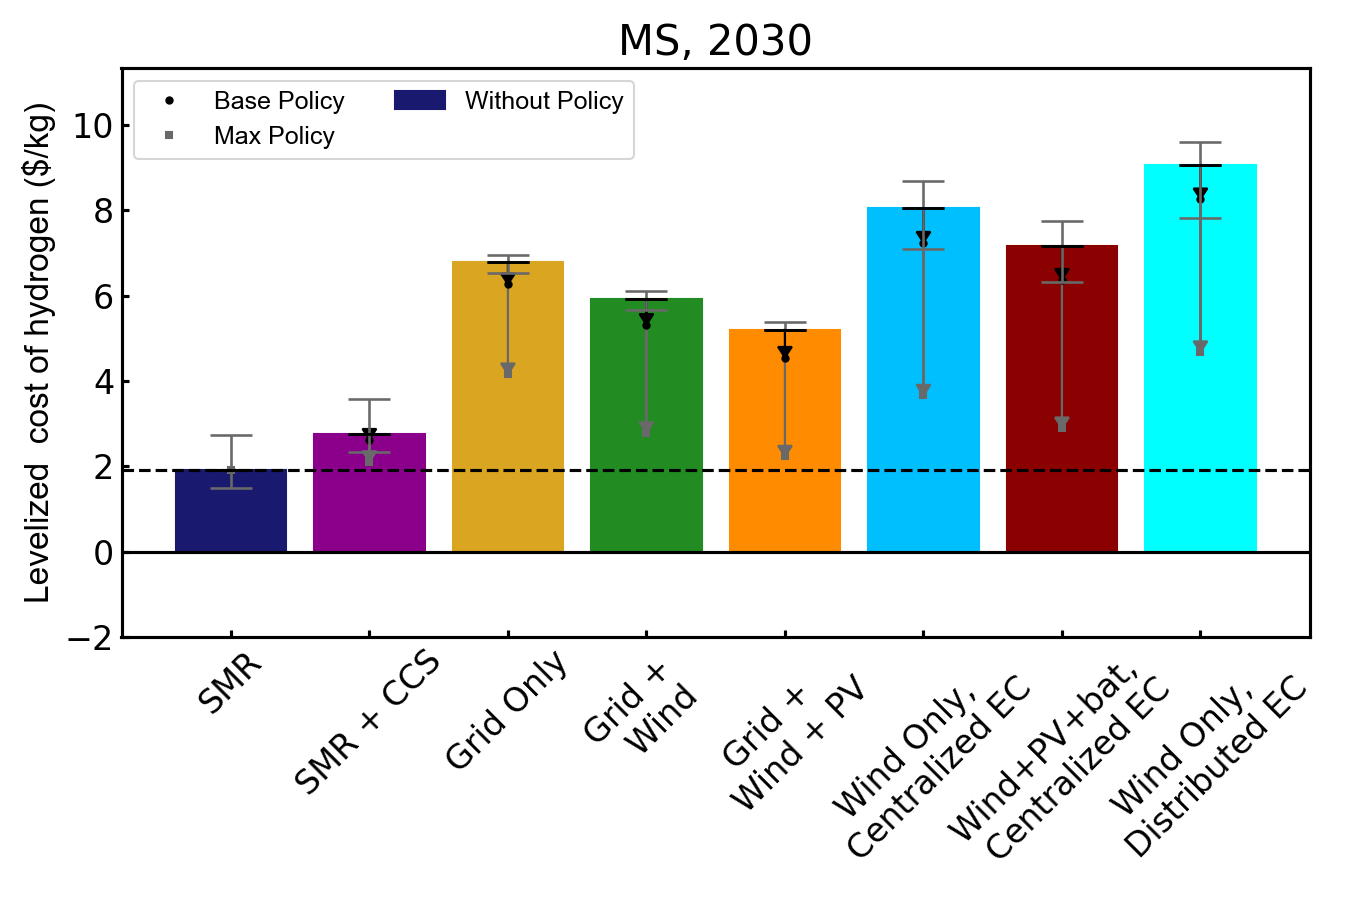 MS, 2030
Base Policy
Max Policy
Without Policy
Levelized cost of hydrogen ($/kg)
10
8
6
4
2
0
−2
SMR
SMR + CCS
Grid Only
Grid +
Wind
Grid +
Wind + PV
Wind Only,
Centralized EC
Wind+PV+bat,
Centralized EC
Wind Only,
Distributed EC